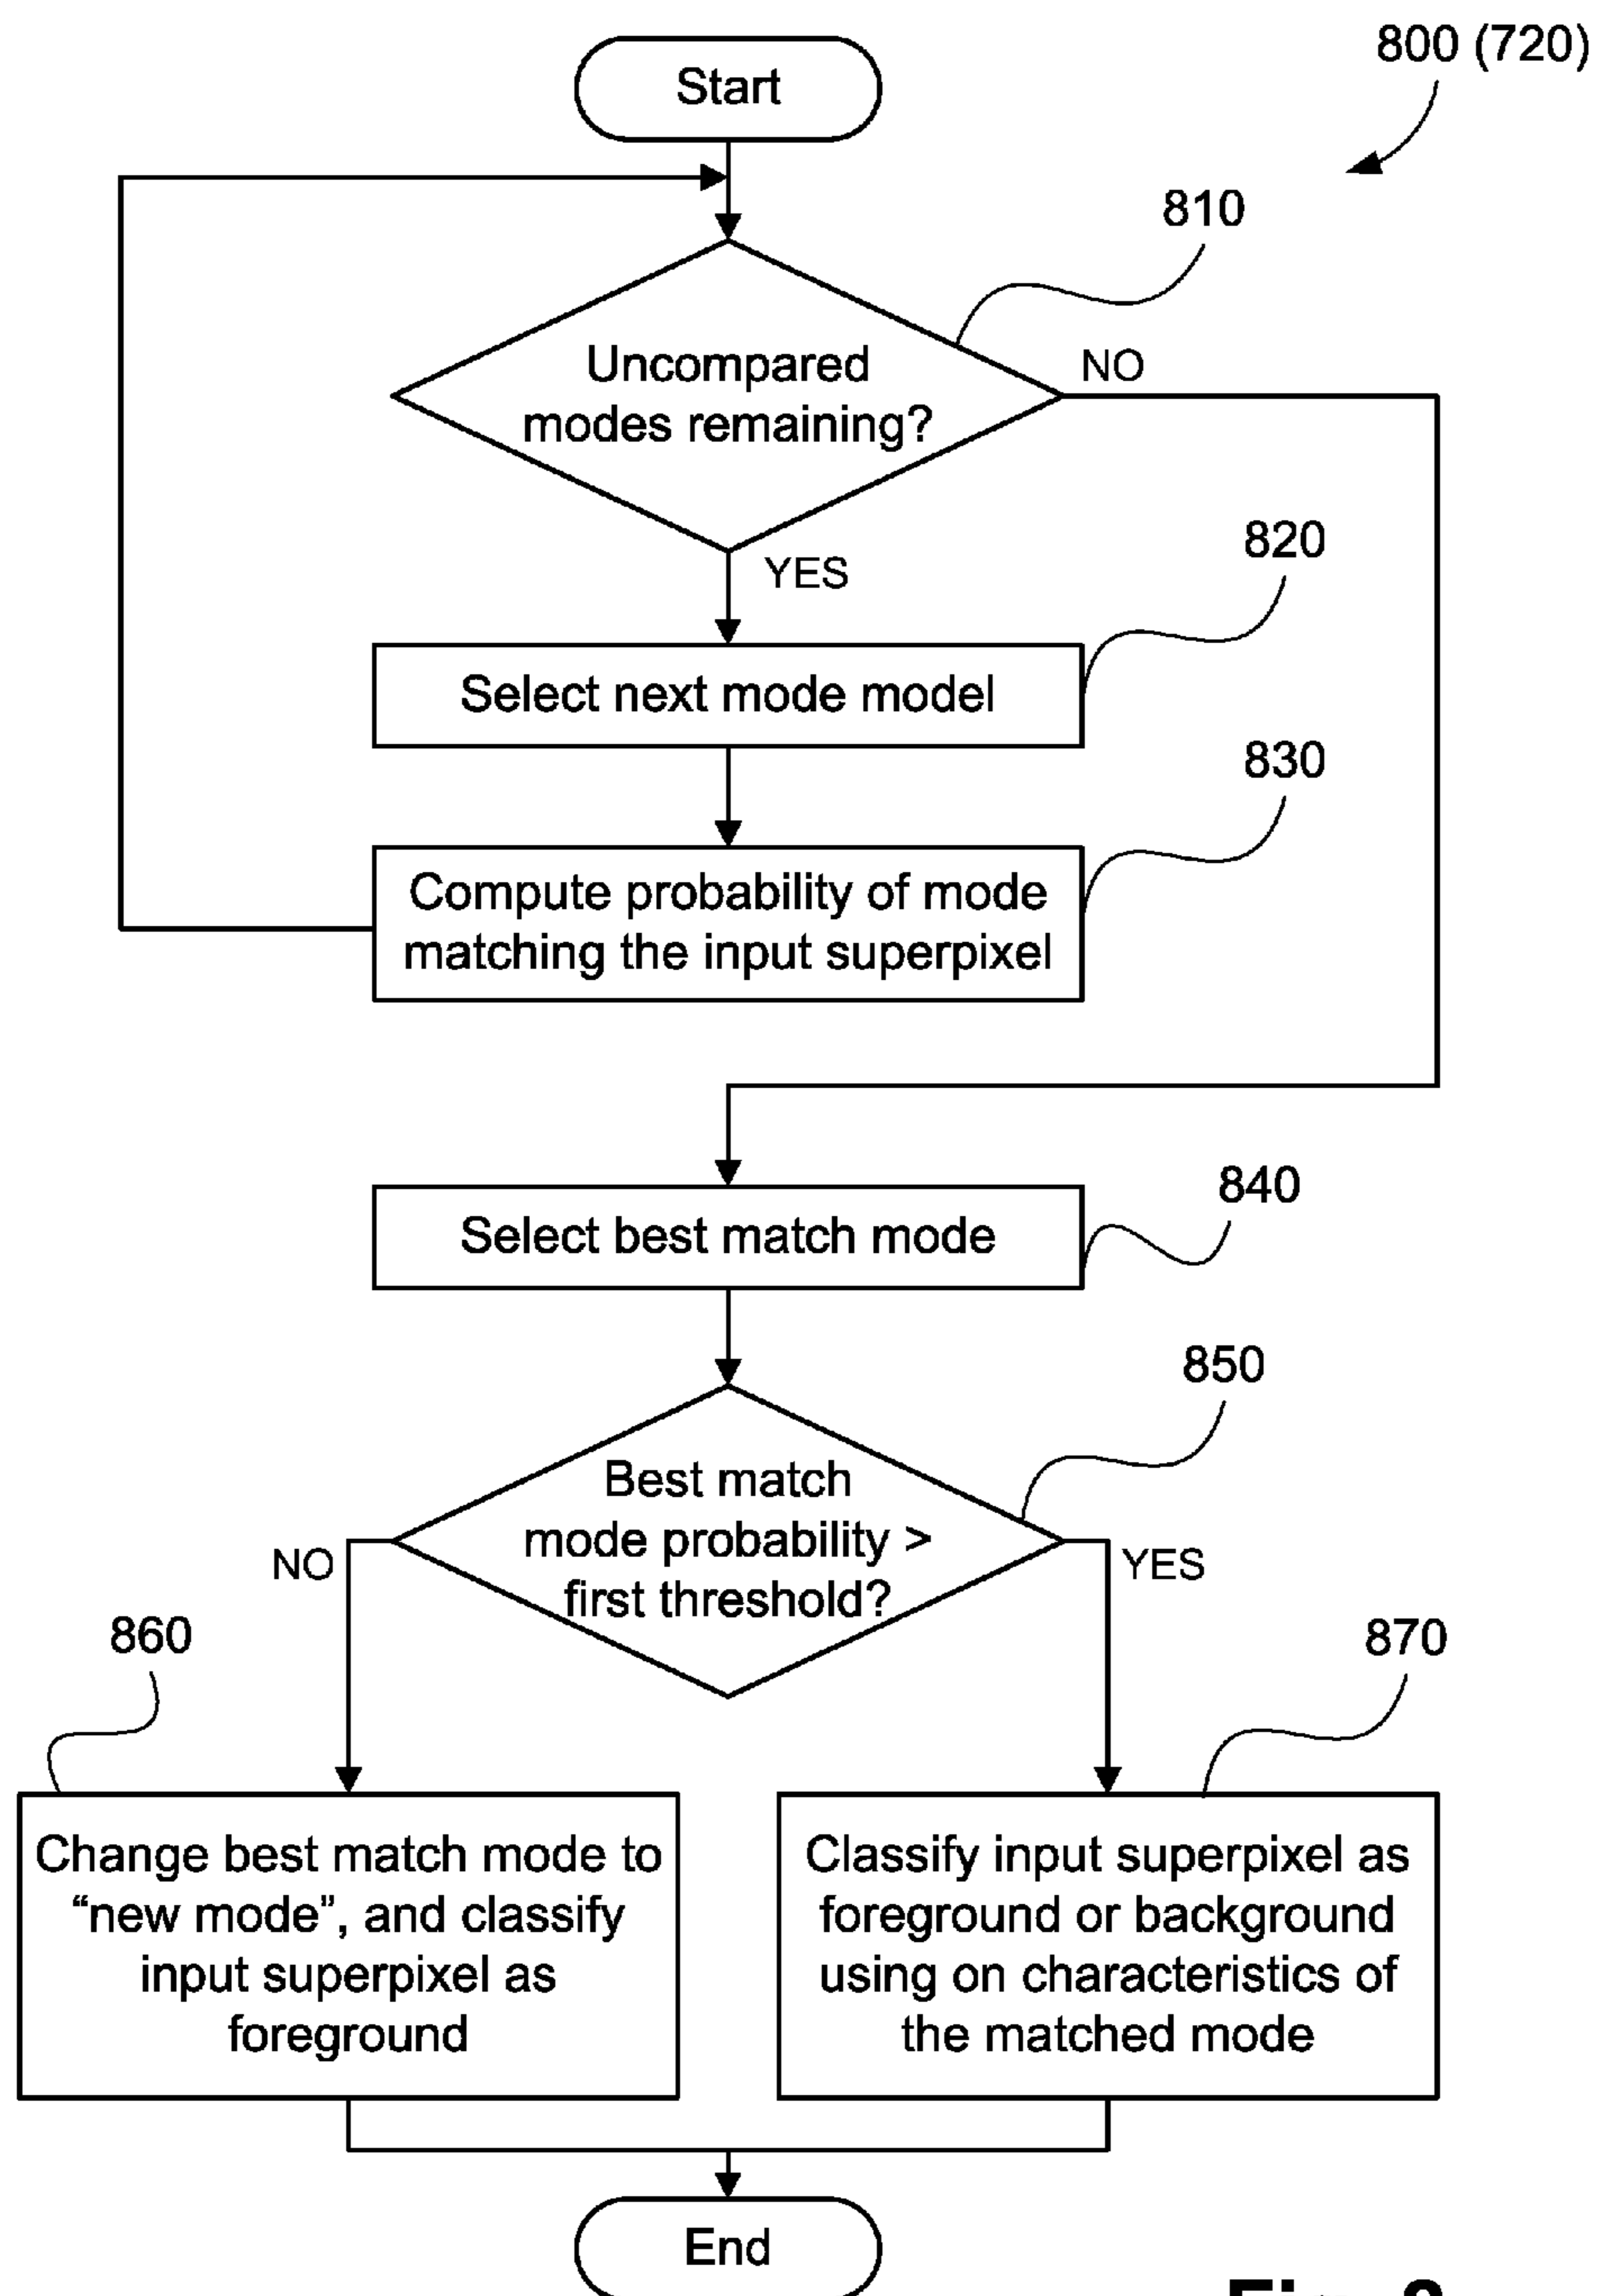 Start
800 (720)
810
Uncompared
modes remaining?
NO
YES
820
Select next mode model
830
Compute probability of mode
matching the input superpixel
840
Select best match mode
850
Best match
mode probability >
first threshold?
NO
YES
860
870
Change best match mode to
“new mode”, and classify
input superpixel as
foreground
Classify input superpixel as
foreground or background
using on characteristics of
the matched mode
End